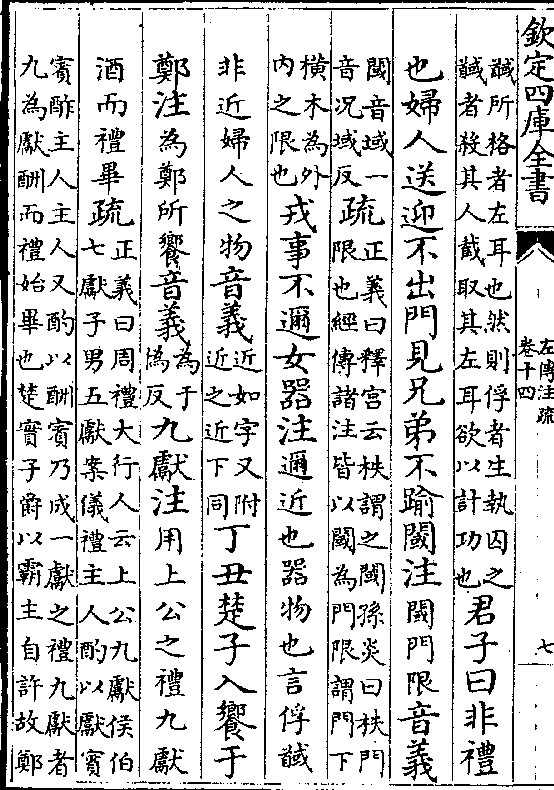 欽定四庫全書
左傳注疏
卷十四
七
馘所格者左耳也然則俘者生執囚之
馘者殺其人截取其左耳欲以計功也
君子曰非禮
也婦人送迎不出門見兄弟不踰閾注閾門限音義
閾音域一
音況域反
疏
正義曰釋宮云柣謂之閾孫炎曰柣門
限也經傳諸注皆以閾為門限謂門下
橫木為外
內之限也
戎事不邇女器注邇近也器物也言俘馘
非近婦人之物音義
近如字又附
近之近下同
丁丑楚子入饗于
鄭注為鄭所饗音義
為于
偽反
九獻注用上公之禮九獻
酒而禮畢疏
正義曰周禮大行人云上公九獻侯伯
七獻子男五獻案儀禮主人酌以獻賓
賓酢主人主人又酌以酬賓乃成一獻之禮九獻者
九為獻酬而禮始畢也楚實子爵以霸主自許故鄭